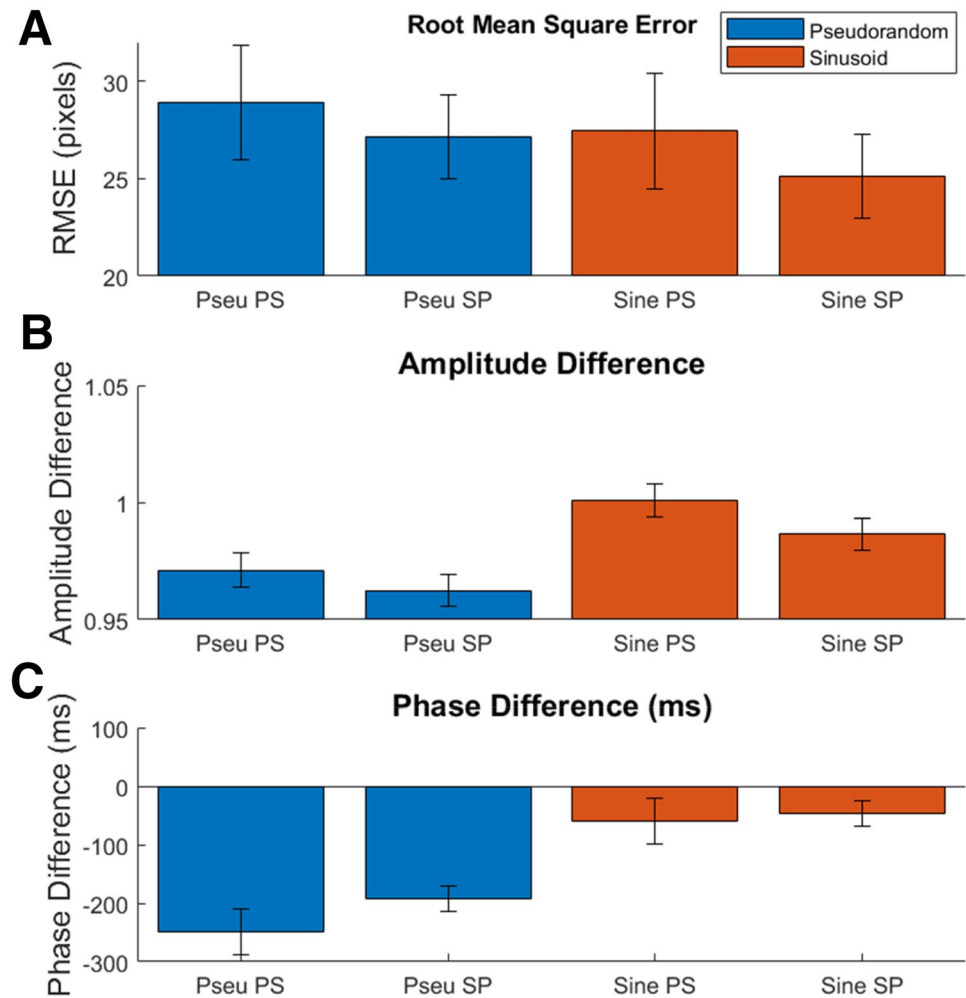 A
Root Mean Square Error
Pseudorandom
Sinusoid
RMSE (pixels)
30
25
20
Pseu PS Pseu SP Sine PS Sine SP
B
Amplitude Difference
Amplitude Difference
1.05
1
0.95
Pseu PS Pseu SP Sine PS Sine SP
C
Phase Difference (ms)
Phase Difference (ms)
100
0
-100
-200
-300
Pseu PS Pseu SP Sine PS Sine SP